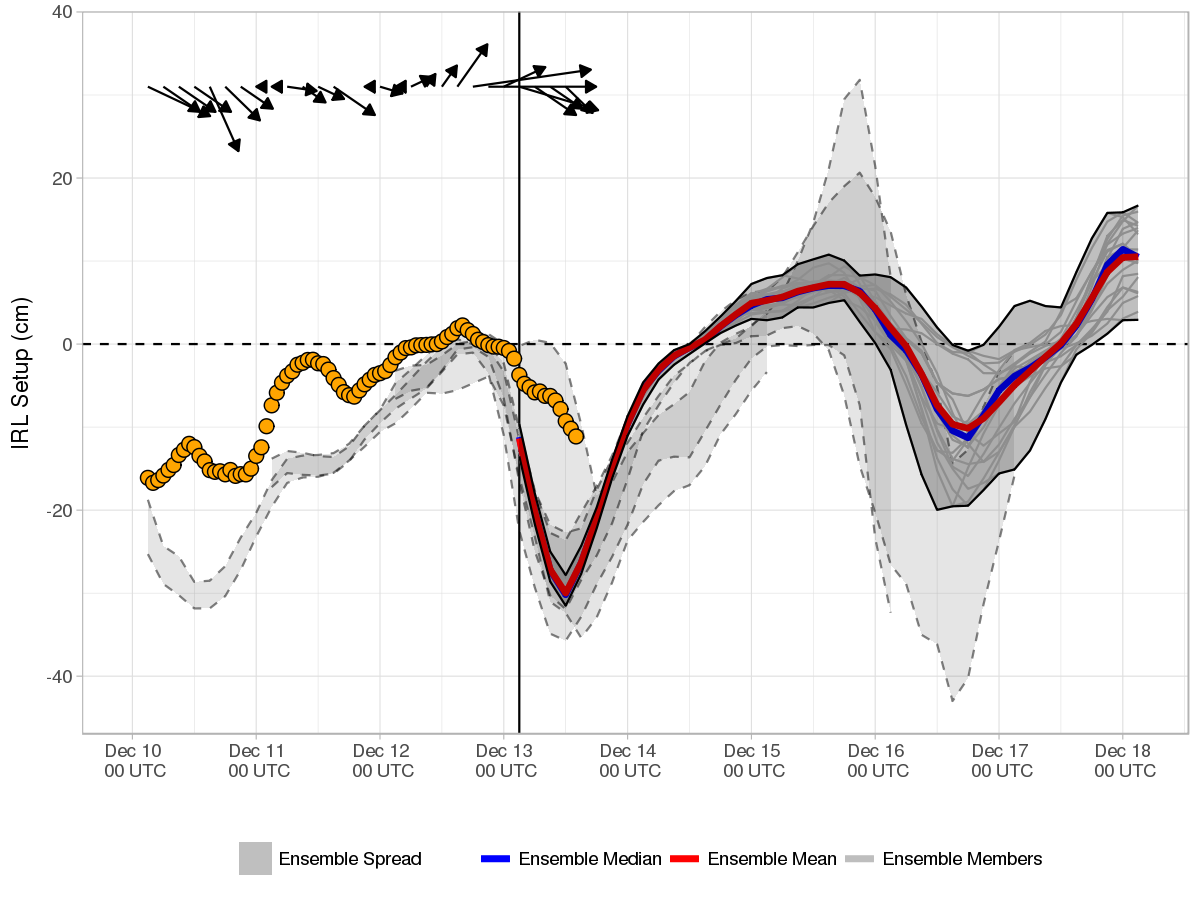 40
20
0
-20
-40
IRL Setup (cm)
Dec 10 Dec 11 Dec 12 Dec 13 Dec 14 Dec 15 Dec 16 Dec 17 Dec 18
00 UTC 00 UTC 00 UTC 00 UTC 00 UTC 00 UTC 00 UTC 00 UTC 00 UTC
Ensemble Spread Ensemble Median Ensemble Mean Ensemble Members